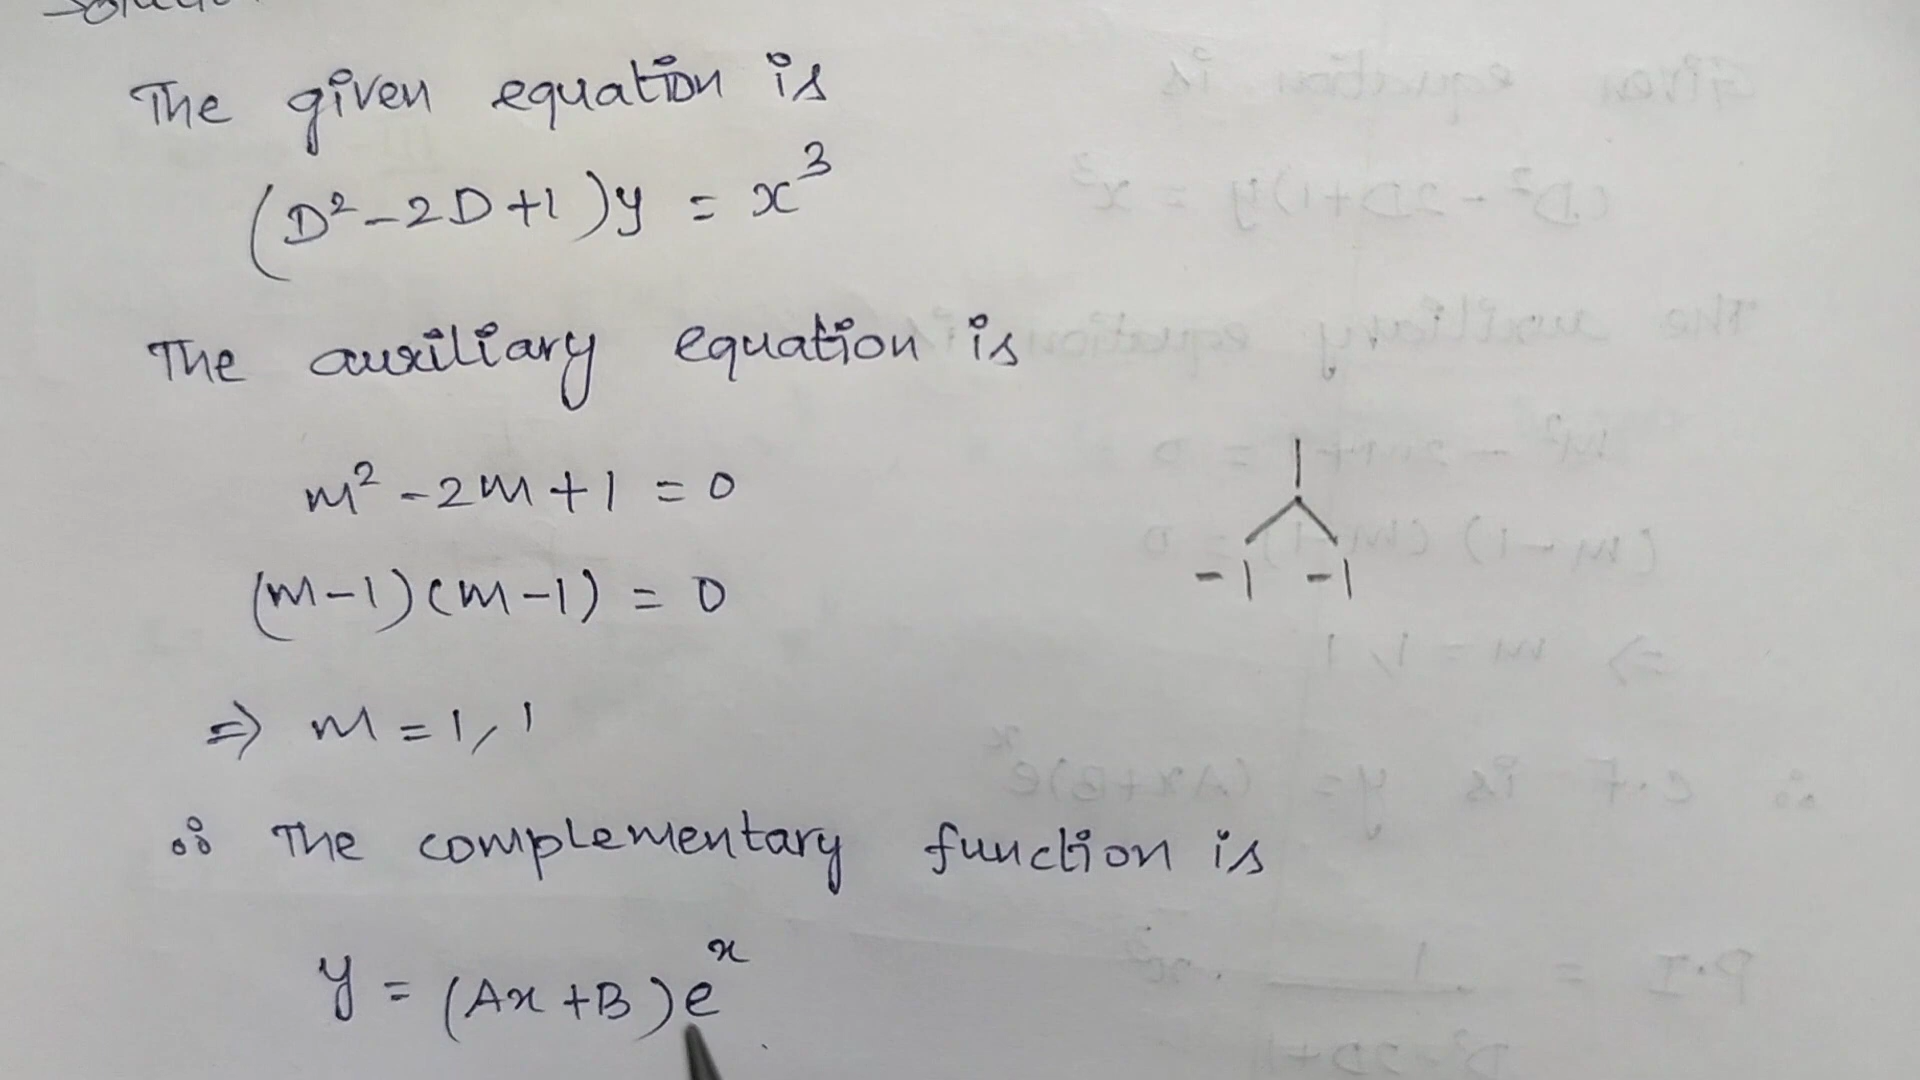 The given equation is
(D²-2D+1)y = x³
The auxiliary equation is
m²-2m+1 = 0
(m-1)(m-1) = 0
1
-1 -1
⇒ m = 1, 1
∴ The complementary function is
y = (Ax+B)eˣ